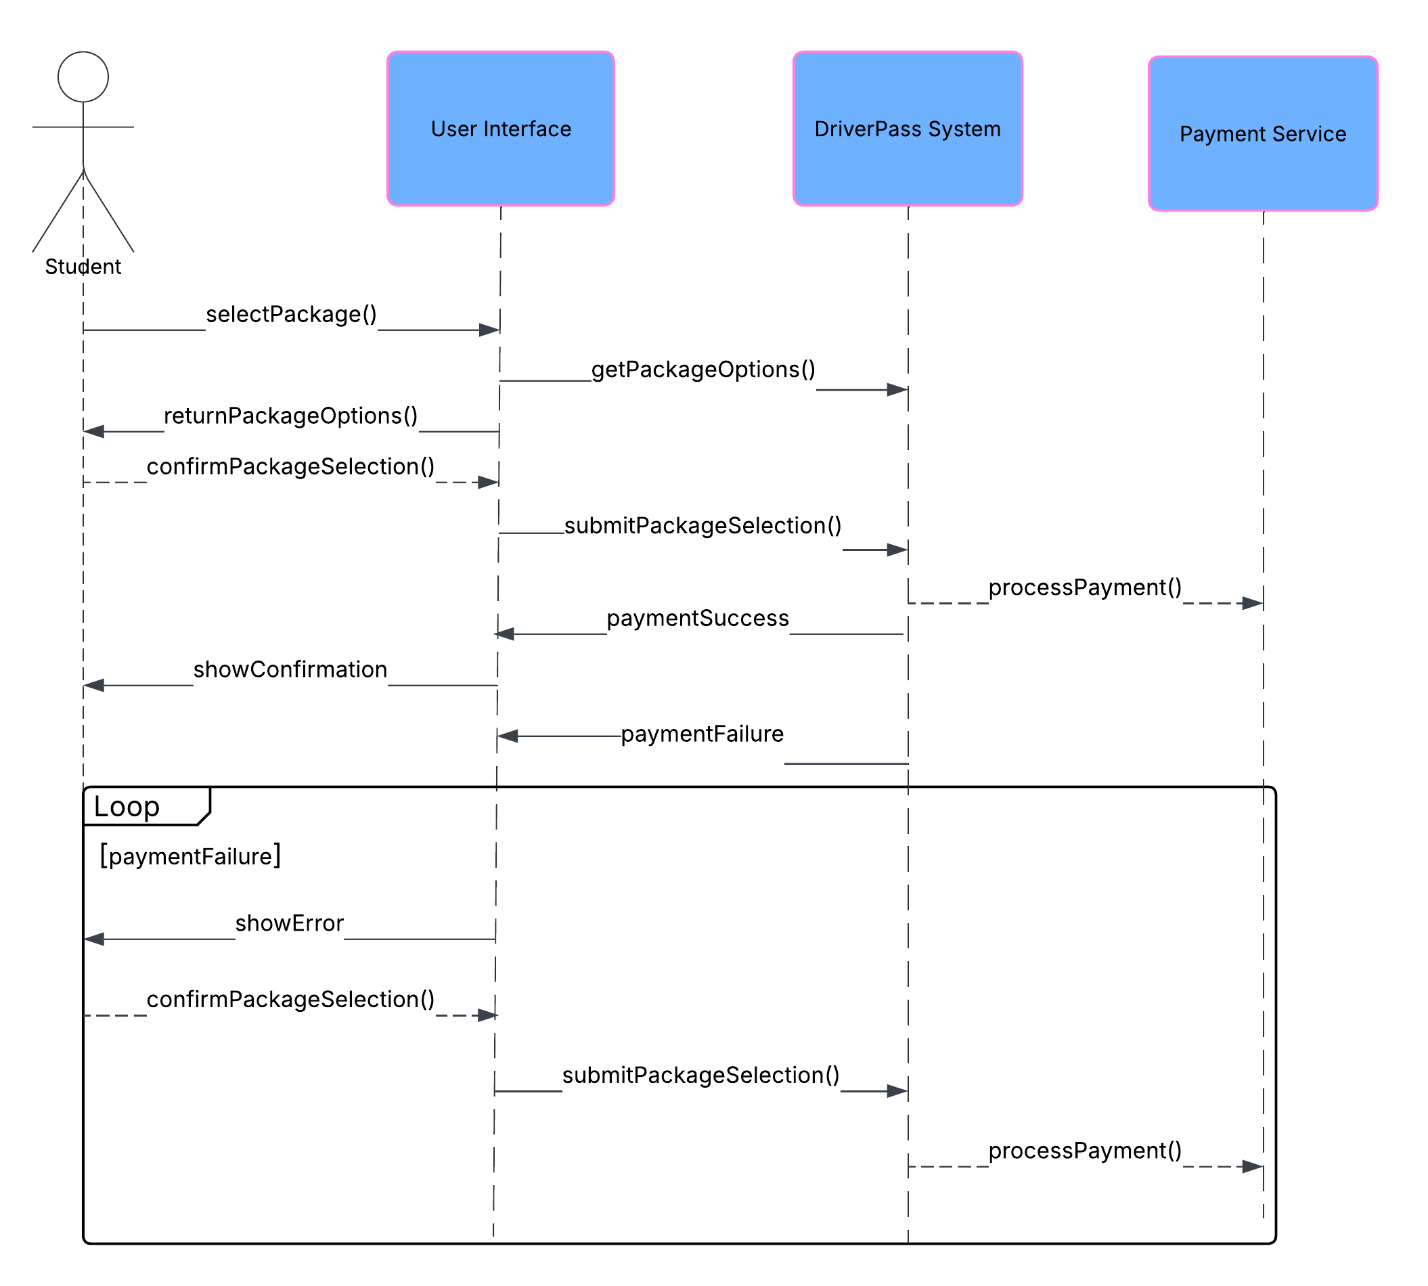 User Interface
DriverPass System
Payment Service
Student
selectPackage()
getPackageOptions()
returnPackageOptions()
confirmPackageSelection()
submitPackageSelection()
processPayment()
paymentSuccess
showConfirmation
paymentFailure
Loop
[paymentFailure]
showError
confirmPackageSelection()
submitPackageSelection()
processPayment()